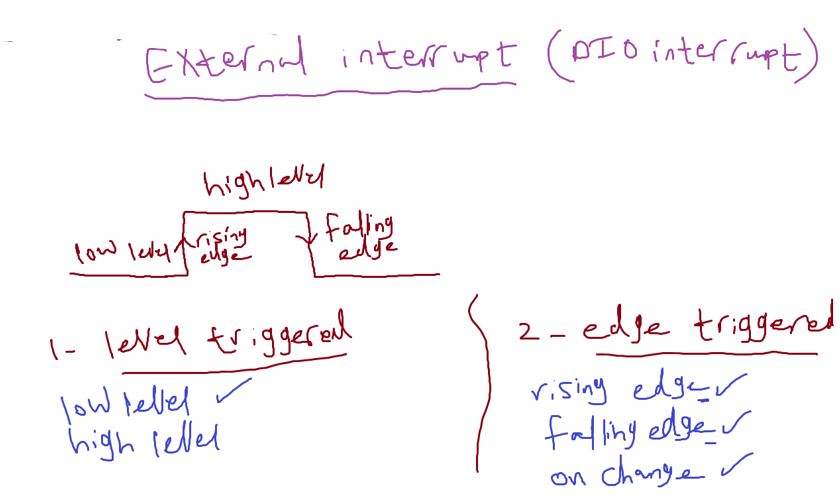 External interrupt (DIO interrupt)
high level
low level
rising
edge
falling
edge
1- level triggered
low level ✓
high level
2 - edge triggered
rising edge ✓
falling edge ✓
on change ✓